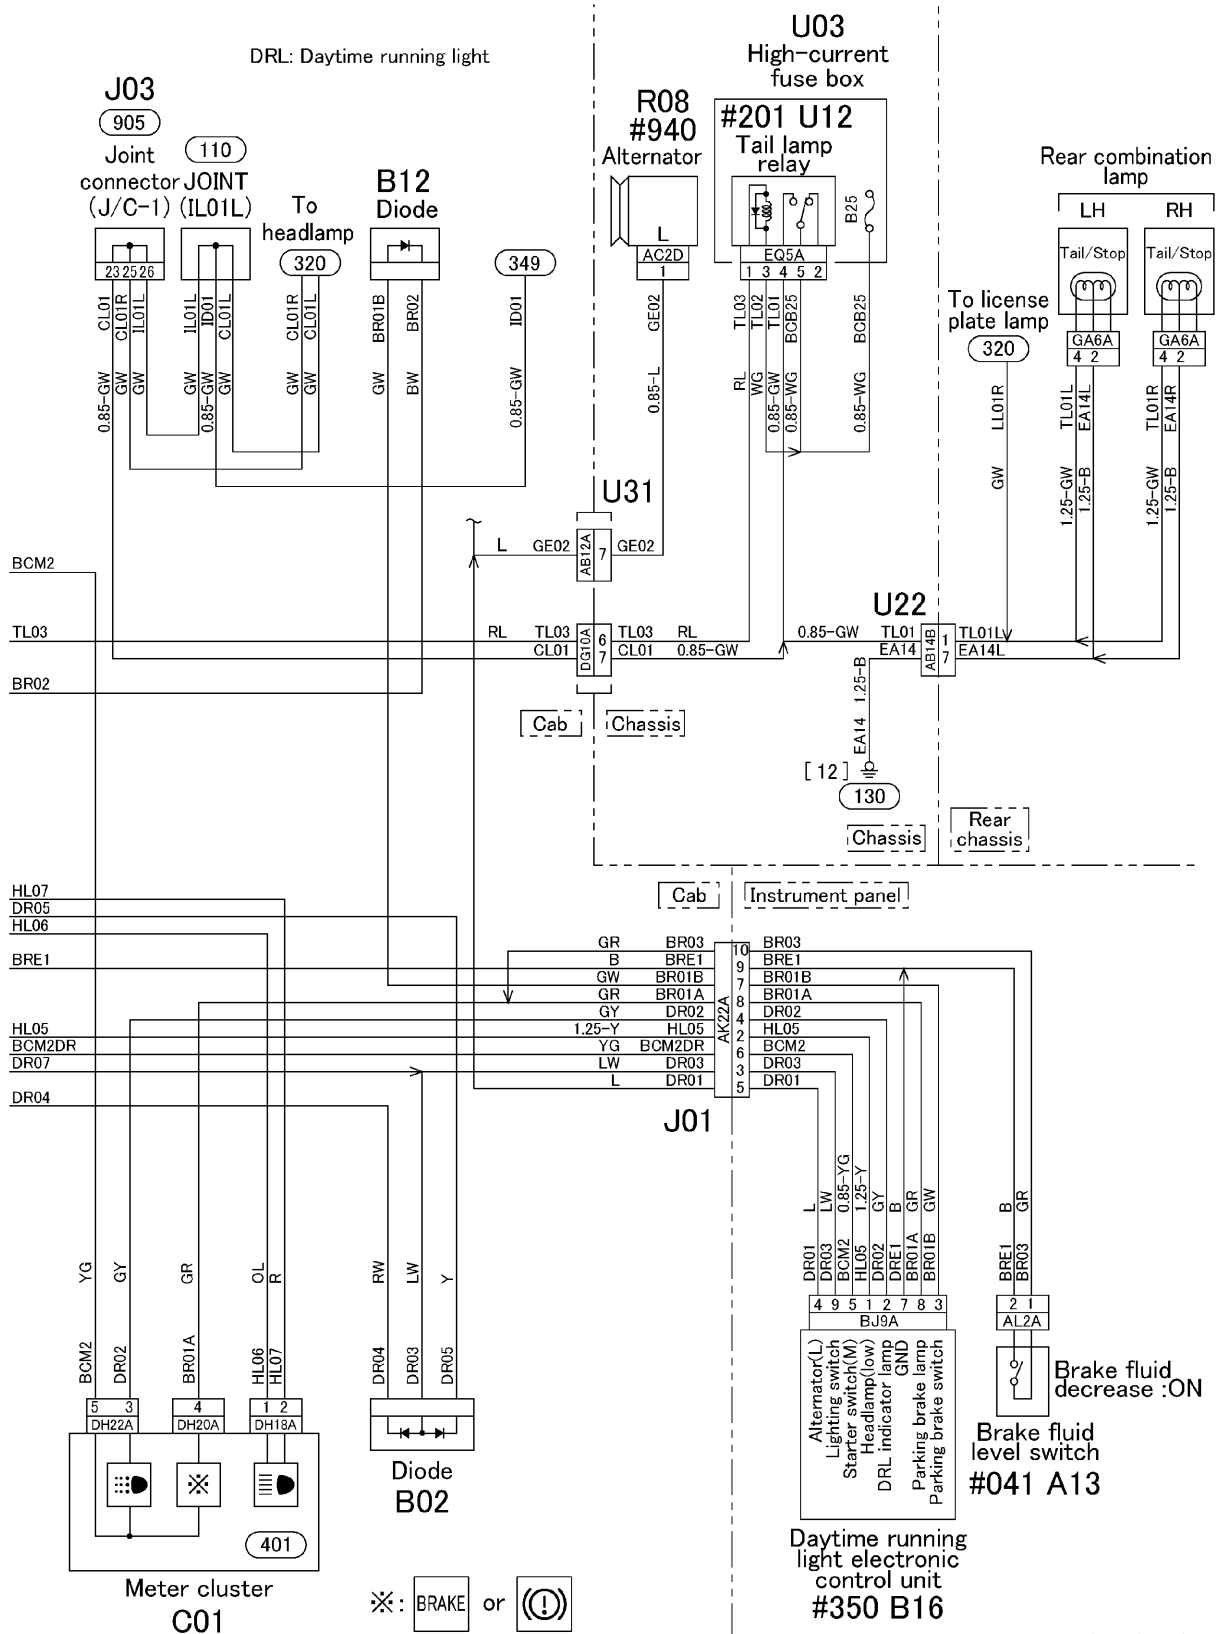 DRL: Daytime running light
J03
905
Joint
connector
(J/C-1)
23 25 26
CL01
CL01R
IL01L
0.85-GW
GW
GW
110
JOINT
(IL01L)
IL01L
ID01
CL01L
GW
0.85-GW
GW
To
headlamp
320
CL01R
CL01L
GW
GW
B12
Diode
BR01B
BR02
GW
BW
349
ID01
0.85-GW
R08
#940
Alternator
L
AC2D
1
GE02
0.85-L
U03
High-current
fuse box
#201 U12
Tail lamp
relay
B25
EQ5A
1 3 4 5 2
TL03
TL02
TL01
BCB25
BCB25
RL
WG
0.85-GW
0.85-WG
0.85-WG
Rear combination
lamp
LH
RH
Tail/Stop
Tail/Stop
GA6A
4 2
GA6A
4 2
TL01L
EA14L
TL01R
EA14R
1.25-GW
1.25-B
1.25-GW
1.25-B
To license
plate lamp
320
LL01R
GW
U31
L GE02
AB12A
7
GE02
BCM2
TL03
RL TL03
CL01
DG10A
6
7
TL03 RL
CL01 0.85-GW
BR02
U22
0.85-GW TL01
EA14
AB14B
1
7
TL01L
EA14L
1.25-B
EA14
[ 12 ]
130
Cab
Chassis
Chassis
Rear
chassis
Cab
Instrument panel
HL07
DR05
HL06
BRE1
HL05
BCM2DR
DR07
DR04
GR BR03
B BRE1
GW BR01B
GR BR01A
GY DR02
1.25-Y HL05
YG BCM2DR
LW DR03
L DR01
AK22A
10
9
7
8
4
2
6
3
5
BR03
BRE1
BR01B
BR01A
DR02
HL05
BCM2
DR03
DR01
J01
L
LW
0.85-YG
1.25-Y
GY
B
GR
GW
DR01
DR03
BCM2
HL05
DR02
DRE1
BR01A
BR01B
4 9 5 1 2 7 8 3
BJ9A
Alternator(L)
Lighting switch
Starter switch(M)
Headlamp(low)
DRL indicator lamp
GND
Parking brake lamp
Parking brake switch
Daytime running
light electronic
control unit
#350 B16
B
GR
BRE1
BR03
2 1
AL2A
Brake fluid
decrease :ON
Brake fluid
level switch
#041 A13
YG
GY
GR
OL
R
BCM2
DR02
BR01A
HL06
HL07
5 3
DH22A
4
DH20A
1 2
DH18A
※
401
Meter cluster
C01
RW
LW
Y
DR04
DR03
DR05
Diode
B02
※: BRAKE or (!)